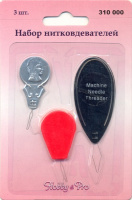 3 шт.
310 000
Набор нитковдевателей
Machine
Needle
Threader
Hobby & Pro